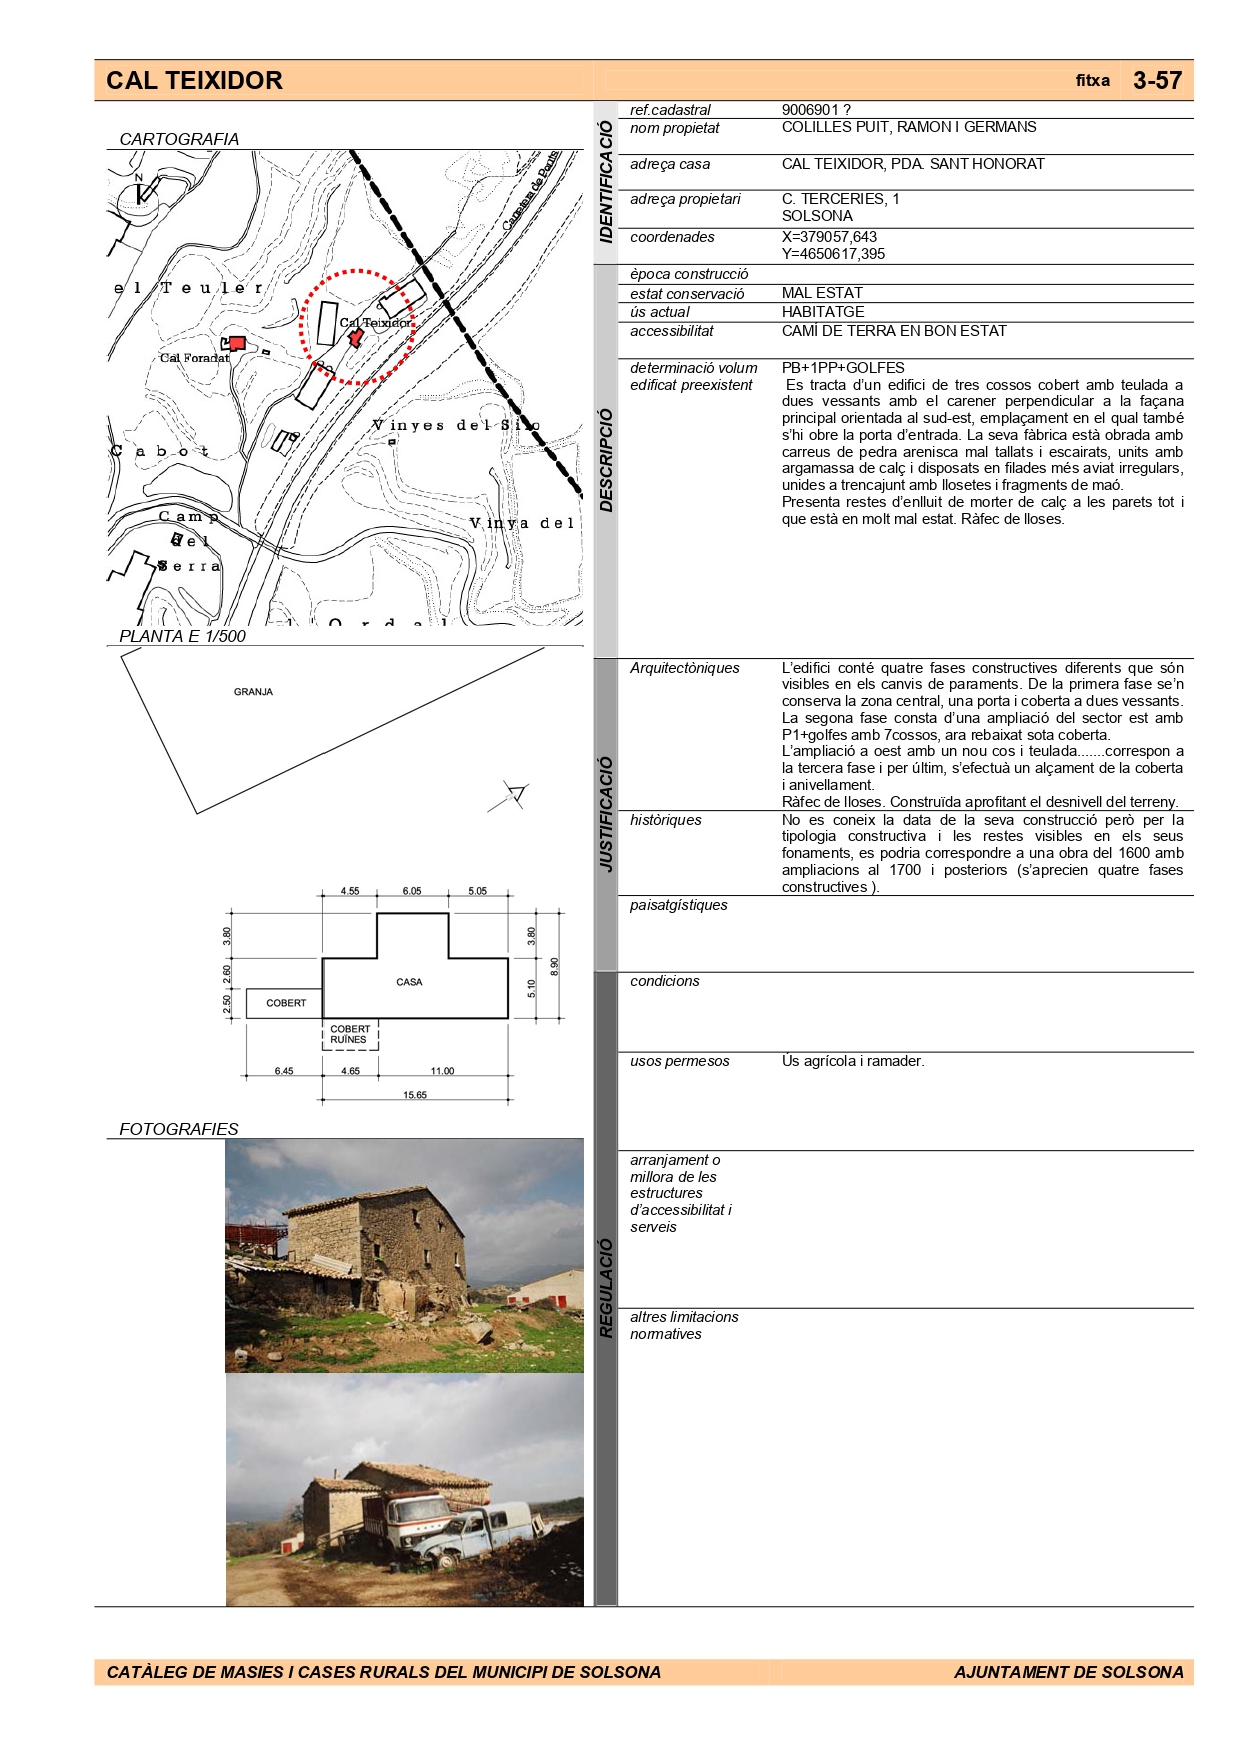 CAL TEIXIDOR
fitxa 3-57
CARTOGRAFIA
N
Carretera de Ponts
el Teuler
Cal Teixidor
Cal Foradat
Vinyes del Silo
Cabot
Camp
del
Serra
Vinya del
l'Ordal
PLANTA E 1/500
GRANJA
4.55 6.05 5.05
3.80
2.60
2.50
3.80
5.10
8.90
CASA
COBERT
COBERT
RUÏNES
6.45 4.65 11.00
15.65
FOTOGRAFIES
IDENTIFICACIÓ
ref.cadastral 9006901 ?
nom propietat COLILLES PUIT, RAMON I GERMANS
adreça casa CAL TEIXIDOR, PDA. SANT HONORAT
adreça propietari C. TERCERIES, 1
SOLSONA
coordenades X=379057,643
Y=4650617,395
DESCRIPCIÓ
època construcció
estat conservació MAL ESTAT
ús actual HABITATGE
accessibilitat CAMÍ DE TERRA EN BON ESTAT
determinació volum PB+1PP+GOLFES
edificat preexistent Es tracta d’un edifici de tres cossos cobert amb teulada a
dues vessants amb el carener perpendicular a la façana
principal orientada al sud-est, emplaçament en el qual també
s’hi obre la porta d’entrada. La seva fàbrica està obrada amb
carreus de pedra arenisca mal tallats i escairats, units amb
argamassa de calç i disposats en filades més aviat irregulars,
unides a trencajunt amb llosetes i fragments de maó.
Presenta restes d’enlluit de morter de calç a les parets tot i
que està en molt mal estat. Ràfec de lloses.
JUSTIFICACIÓ
Arquitectòniques L’edifici conté quatre fases constructives diferents que són
visibles en els canvis de paraments. De la primera fase se’n
conserva la zona central, una porta i coberta a dues vessants.
La segona fase consta d’una ampliació del sector est amb
P1+golfes amb 7cossos, ara rebaixat sota coberta.
L’ampliació a oest amb un nou cos i teulada.......correspon a
la tercera fase i per últim, s’efectuà un alçament de la coberta
i anivellament.
Ràfec de lloses. Construïda aprofitant el desnivell del terreny.
històriques No es coneix la data de la seva construcció però per la
tipologia constructiva i les restes visibles en els seus
fonaments, es podria correspondre a una obra del 1600 amb
ampliacions al 1700 i posteriors (s’aprecien quatre fases
constructives ).
paisatgístiques
REGULACIÓ
condicions
usos permesos Ús agrícola i ramader.
arranjament o
millora de les
estructures
d’accessibilitat i
serveis
altres limitacions
normatives
CATÀLEG DE MASIES I CASES RURALS DEL MUNICIPI DE SOLSONA AJUNTAMENT DE SOLSONA